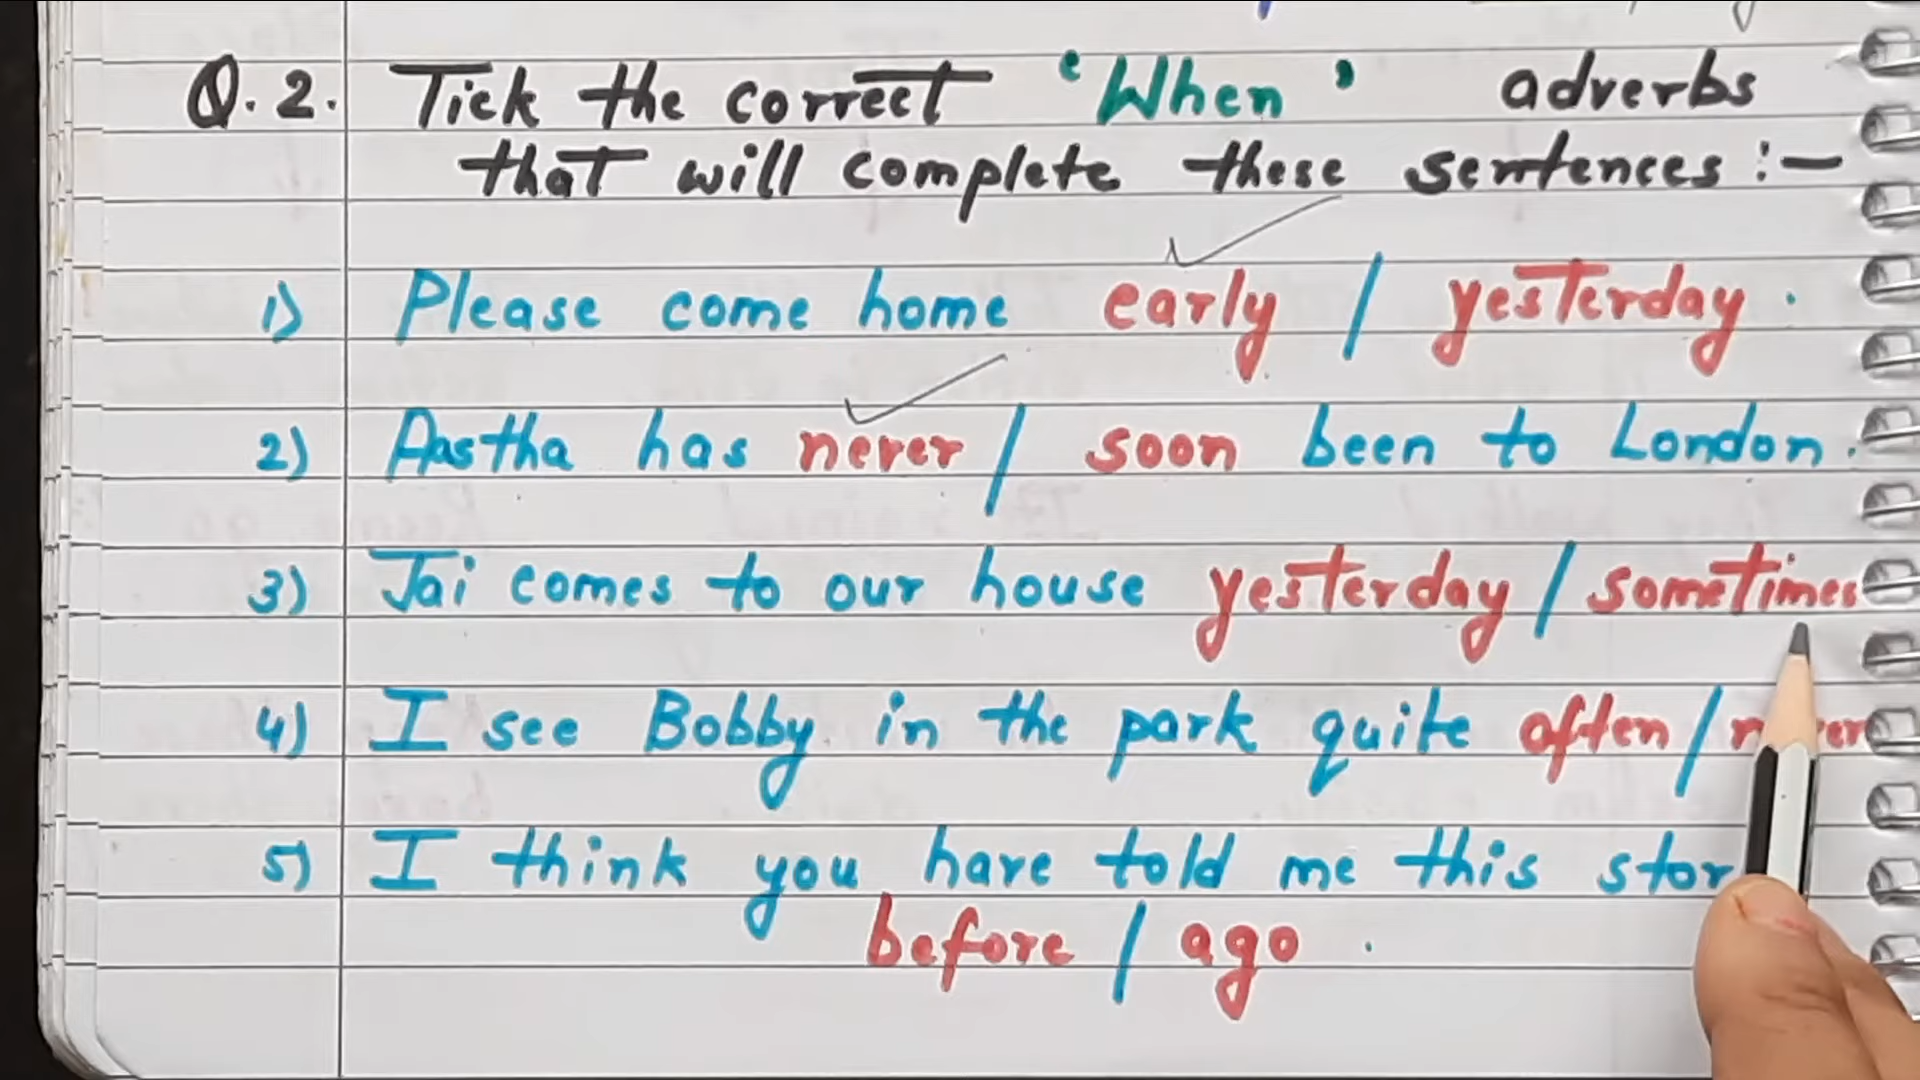 Q.2. Tick the correct 'When' adverbs
that will complete these sentences :-
1) Please come home early / yesterday.
2) Aastha has never / soon been to London.
3) Jai comes to our house yesterday / sometimes
4) I see Bobby in the park quite often /
5) I think you have told me this
before / ago.